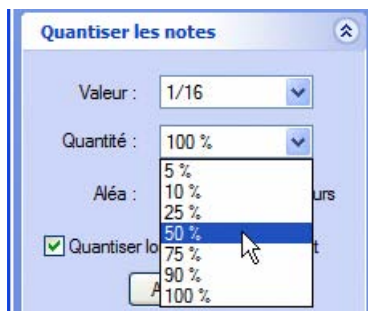 Quantiser les notes
Valeur : 1/16
Quantité : 100 %
5 %
Aléa : 10 % urs
25 %
50 %
Quantiser lo 75 % t
90 %
A 100 %